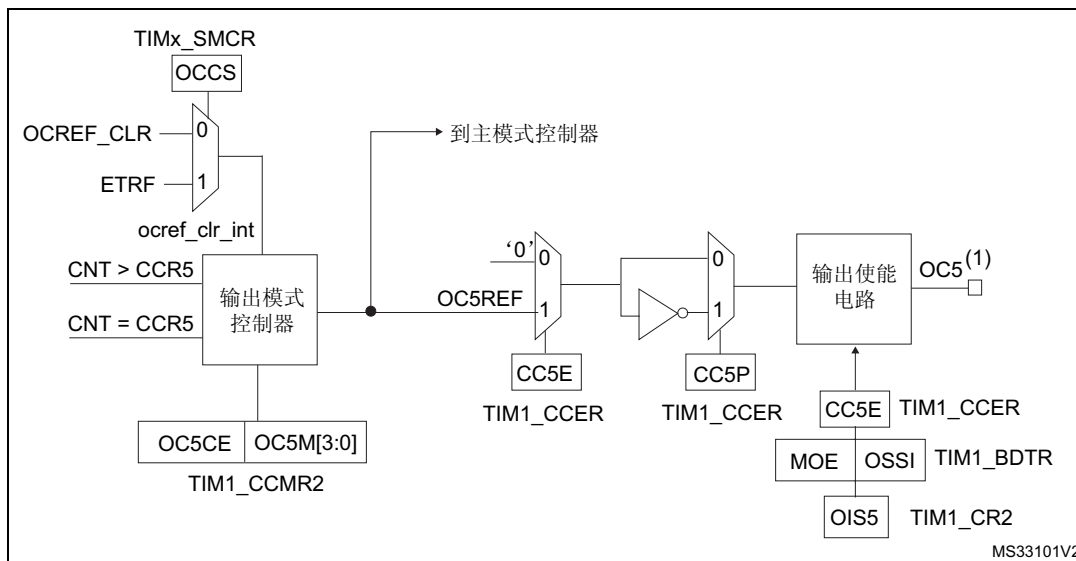 TIMx_SMCR
OCCS
OCREF_CLR
0
ETRF
1
ocref_clr_int
到主模式控制器
CNT > CCR5
CNT = CCR5
输出模式
控制器
‘0’
0
OC5REF
1
0
1
输出使能
电路
OC5(1)
CC5E
TIM1_CCER
CC5P
TIM1_CCER
CC5E
TIM1_CCER
OC5CE
OC5M[3:0]
TIM1_CCMR2
MOE
OSSI
TIM1_BDTR
OIS5
TIM1_CR2
MS33101V2